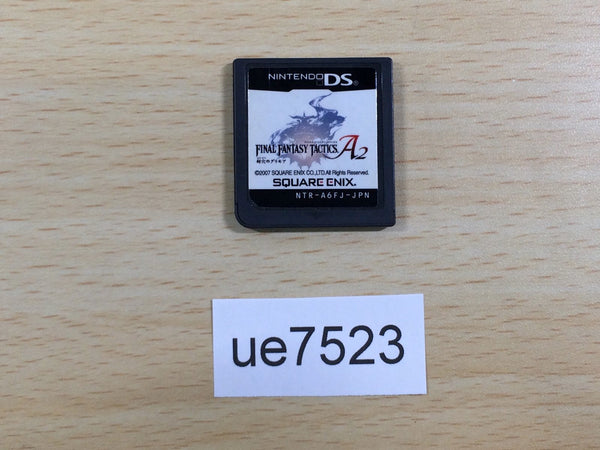 NINTENDO DS
FINAL FANTASY TACTICS A2
封穴のグリモア
©2007 SQUARE ENIX CO.,LTD.All Rights Reserved.
SQUARE ENIX.
NTR-A6FJ-JPN
ue7523